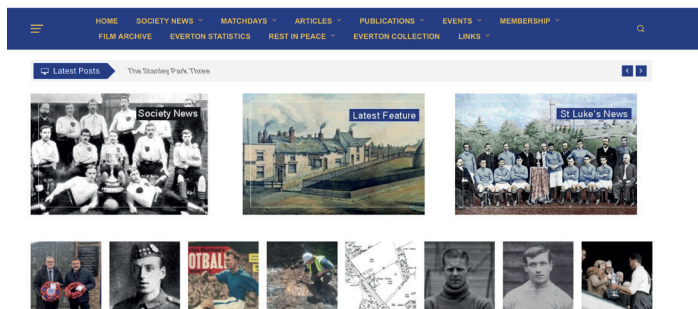 HOME SOCIETY NEWS MATCHDAYS ARTICLES PUBLICATIONS EVENTS MEMBERSHIP
FILM ARCHIVE EVERTON STATISTICS REST IN PEACE EVERTON COLLECTION LINKS
Latest Posts The Stanley Park Three
Society News
Latest Feature
St Luke's News
FOOTBALL